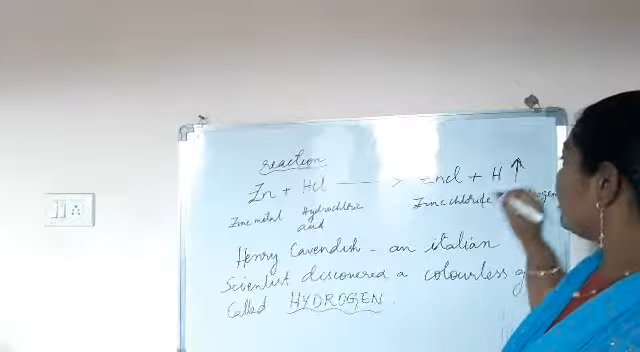 reaction
Zn + Hcl → zncl + H ↑
Zinc metal Hydrochloric acid Zinc chloride
Henry Cavendish - an italian
Scientist discovered a colourless
Called HYDROGEN.